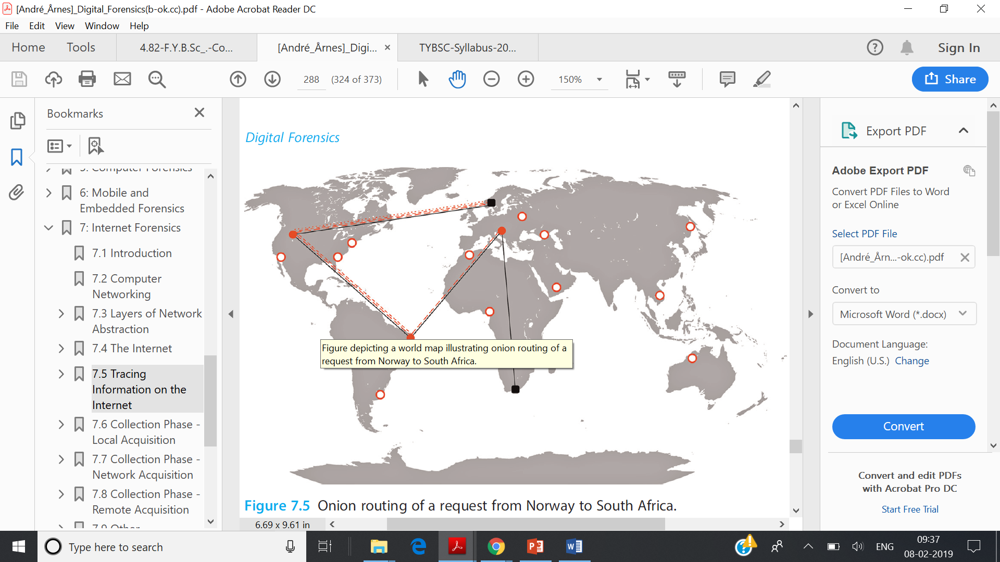 [André_Årnes]_Digital_Forensics(b-ok.cc).pdf - Adobe Acrobat Reader DC
File Edit View Window Help
Home Tools 4.82-F.Y.B.Sc_.-Co... [André_Årnes]_Digi... TYBSC-Syllabus-20... Sign In
288 (324 of 373) 150% Share
Bookmarks
5: Computer Forensics
6: Mobile and
Embedded Forensics
7: Internet Forensics
7.1 Introduction
7.2 Computer
Networking
7.3 Layers of Network
Abstraction
7.4 The Internet
7.5 Tracing
Information on the
Internet
7.6 Collection Phase -
Local Acquisition
7.7 Collection Phase -
Network Acquisition
7.8 Collection Phase -
Remote Acquisition
7.9 Other
Digital Forensics
Figure depicting a world map illustrating onion routing of a
request from Norway to South Africa.
Figure 7.5 Onion routing of a request from Norway to South Africa.
6.69 x 9.61 in
Export PDF
Adobe Export PDF
Convert PDF Files to Word
or Excel Online
Select PDF File
[André_Årn...-ok.cc).pdf
Convert to
Microsoft Word (*.docx)
Document Language:
English (U.S.) Change
Convert
Convert and edit PDFs
with Acrobat Pro DC
Start Free Trial
Type here to search
ENG
09:37
08-02-2019